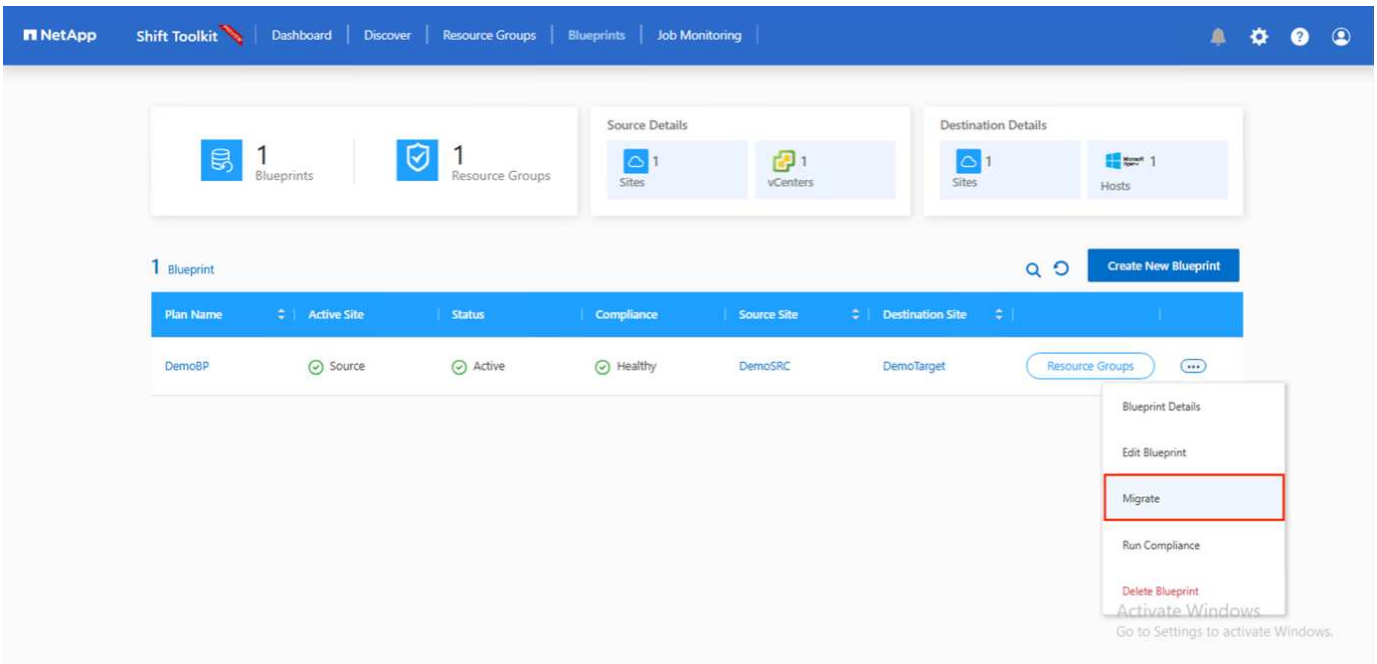 NetApp
Shift Toolkit
Dashboard
Discover
Resource Groups
Blueprints
Job Monitoring
1
Blueprints
1
Resource Groups
Source Details
1
Sites
1
vCenters
Destination Details
1
Sites
1
Hosts
1 Blueprint
Create New Blueprint
Plan Name
Active Site
Status
Compliance
Source Site
Destination Site
DemoBP
Source
Active
Healthy
DemoSRC
DemoTarget
Resource Groups
Blueprint Details
Edit Blueprint
Migrate
Run Compliance
Delete Blueprint
Activate Windows
Go to Settings to activate Windows.